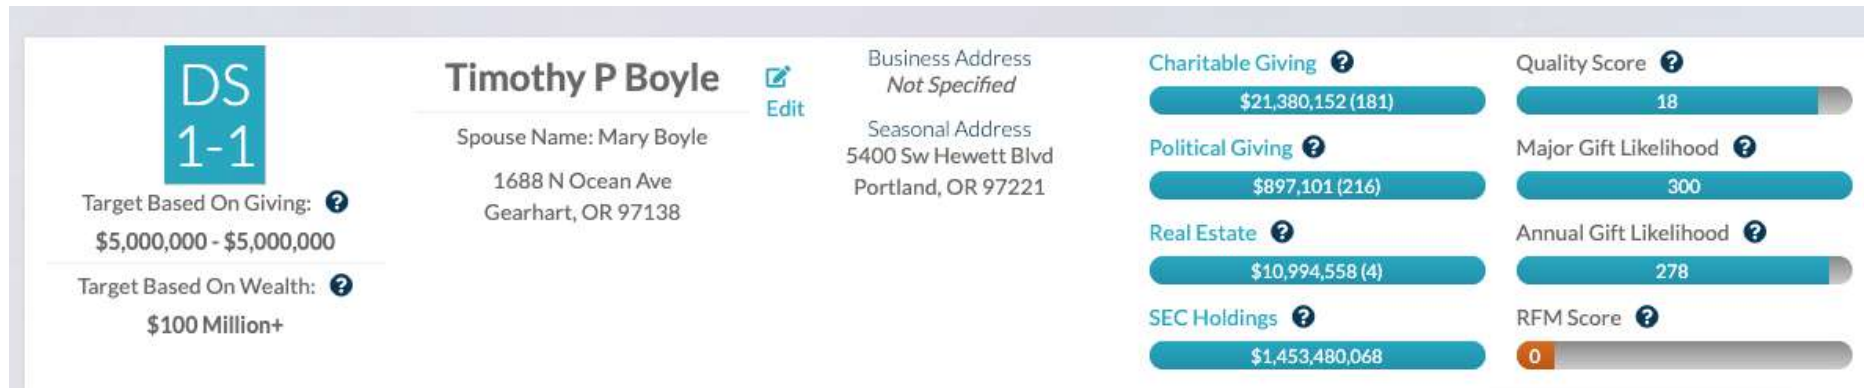 DS
1-1
Target Based On Giving: ?
$5,000,000 - $5,000,000
Target Based On Wealth: ?
$100 Million+
Timothy P Boyle
Edit
Spouse Name: Mary Boyle
1688 N Ocean Ave
Gearhart, OR 97138
Business Address
Not Specified
Seasonal Address
5400 Sw Hewett Blvd
Portland, OR 97221
Charitable Giving ?
$21,380,152 (181)
Political Giving ?
$897,101 (216)
Real Estate ?
$10,994,558 (4)
SEC Holdings ?
$1,453,480,068
Quality Score ?
18
Major Gift Likelihood ?
300
Annual Gift Likelihood ?
278
RFM Score ?
0